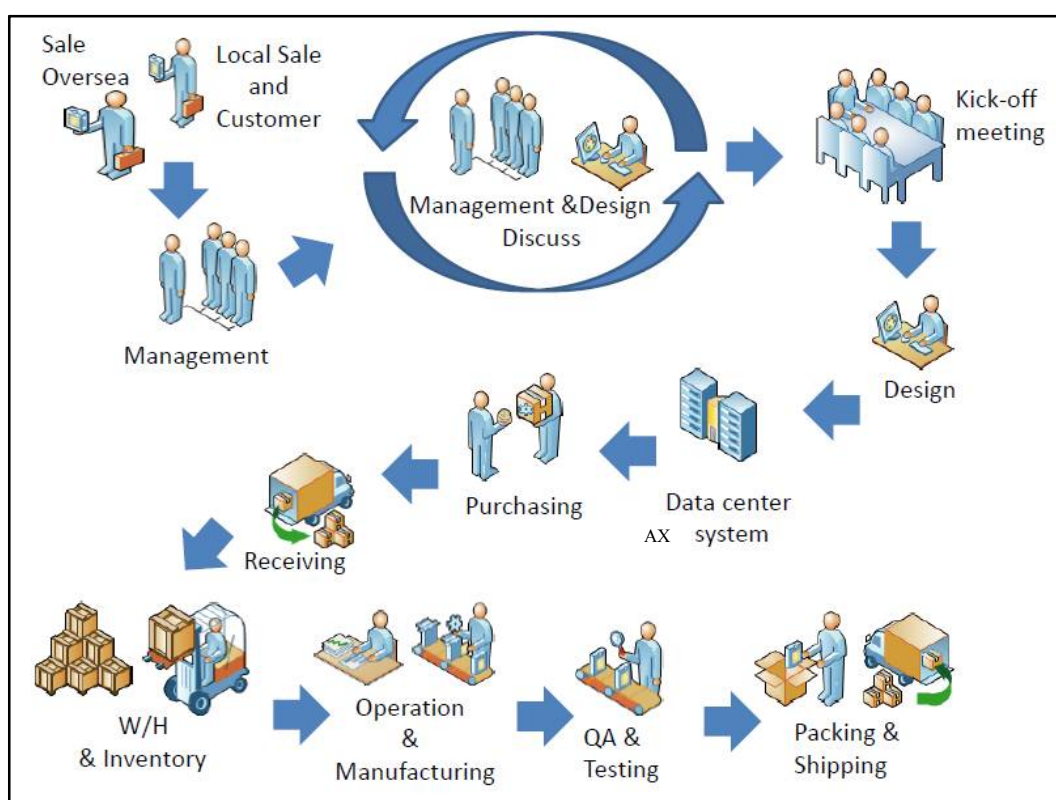 Sale
Oversea
Local Sale
and
Customer
Management &Design
Discuss
Kick-off
meeting
Management
Design
Purchasing
Data center
AX system
Receiving
W/H
& Inventory
Operation
&
Manufacturing
QA &
Testing
Packing &
Shipping